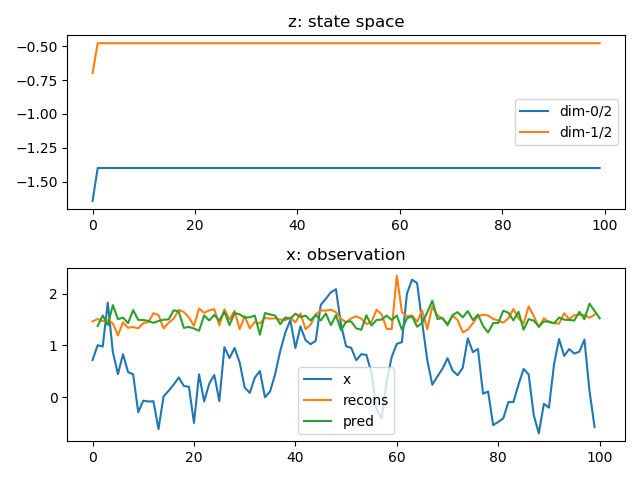 z: state space
−0.50
−0.75
−1.00
−1.25
−1.50
dim-0/2
dim-1/2
0 20 40 60 80 100
x: observation
2
1
0
x
recons
pred
0 20 40 60 80 100